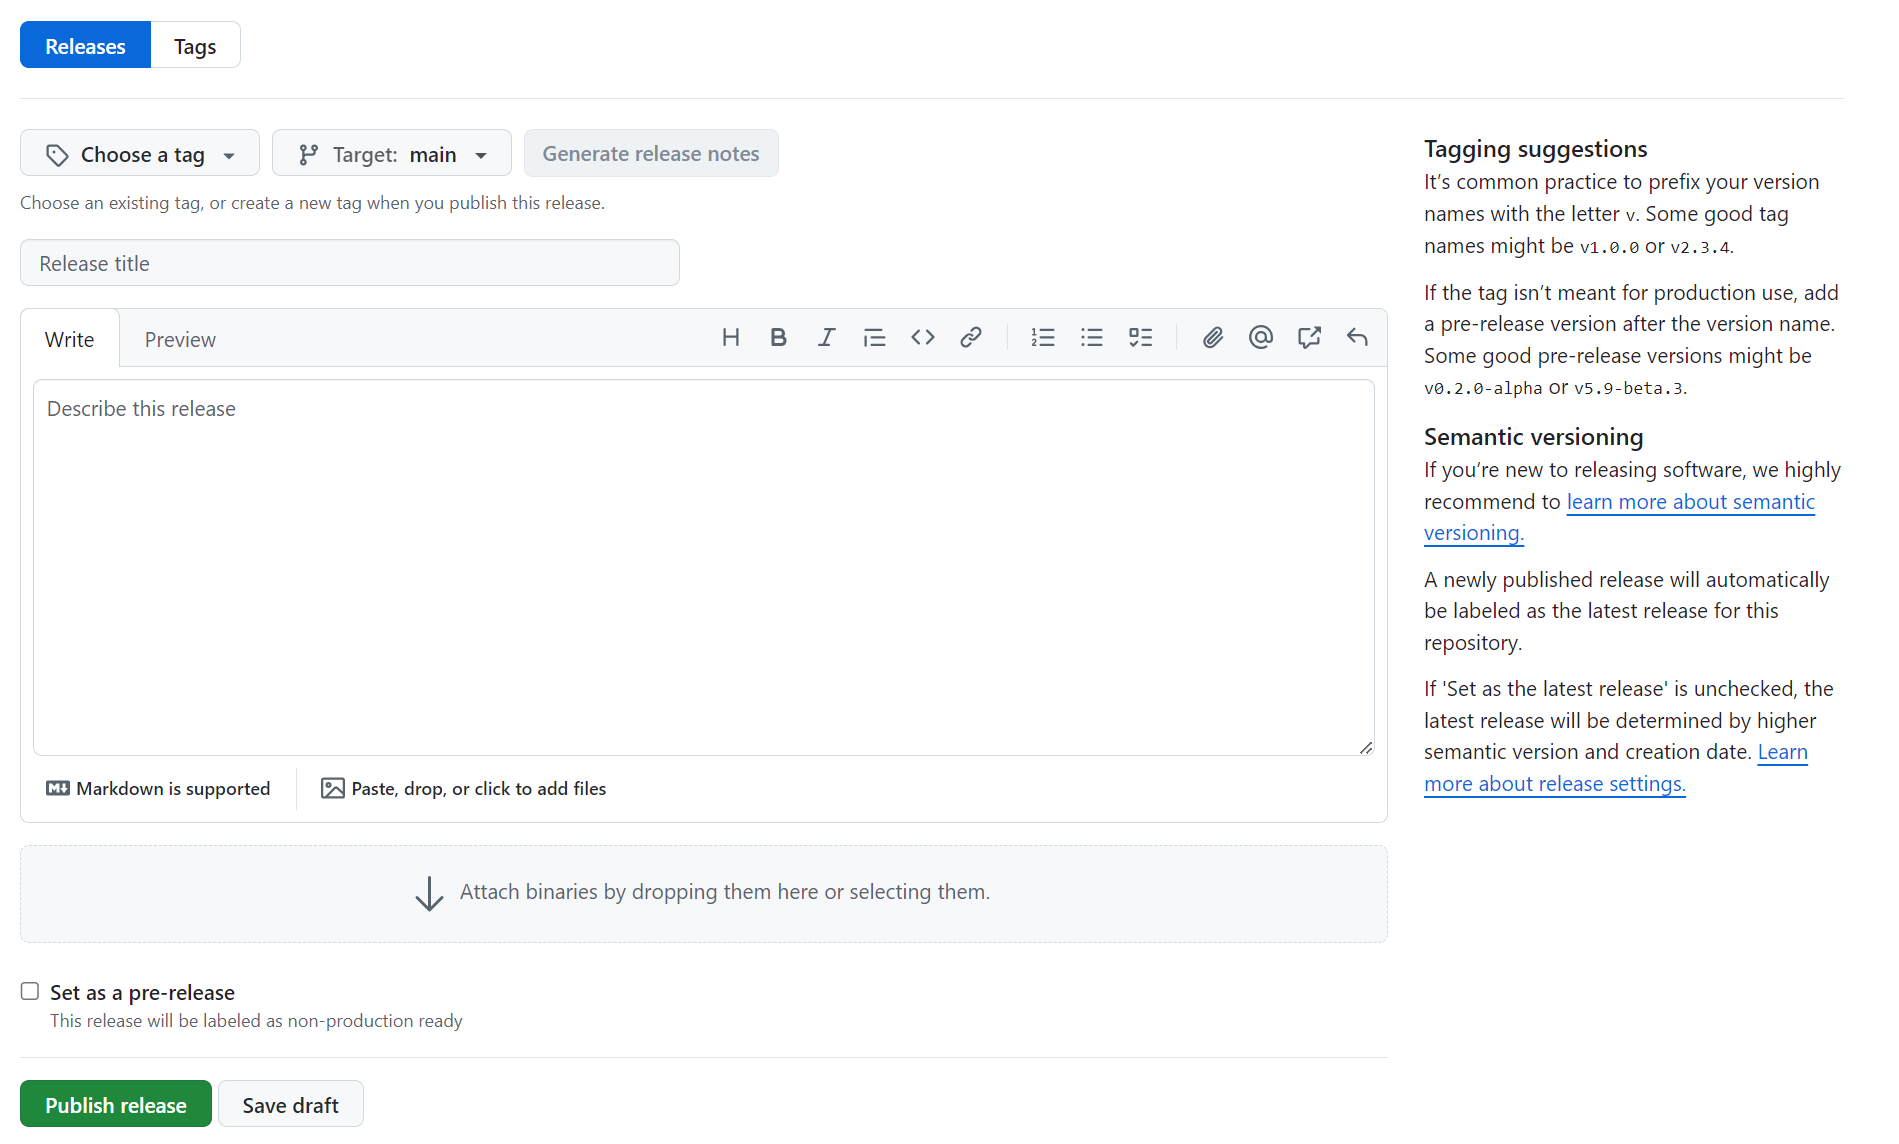 Releases
Tags
Choose a tag
Target: main
Generate release notes
Choose an existing tag, or create a new tag when you publish this release.
Release title
Write
Preview
Describe this release
Markdown is supported
Paste, drop, or click to add files
Attach binaries by dropping them here or selecting them.
Set as a pre-release
This release will be labeled as non-production ready
Publish release
Save draft
Tagging suggestions
It’s common practice to prefix your version
names with the letter v. Some good tag
names might be v1.0.0 or v2.3.4.
If the tag isn’t meant for production use, add
a pre-release version after the version name.
Some good pre-release versions might be
v0.2.0-alpha or v5.9-beta.3.
Semantic versioning
If you’re new to releasing software, we highly
recommend to learn more about semantic
versioning.
A newly published release will automatically
be labeled as the latest release for this
repository.
If 'Set as the latest release' is unchecked, the
latest release will be determined by higher
semantic version and creation date. Learn
more about release settings.